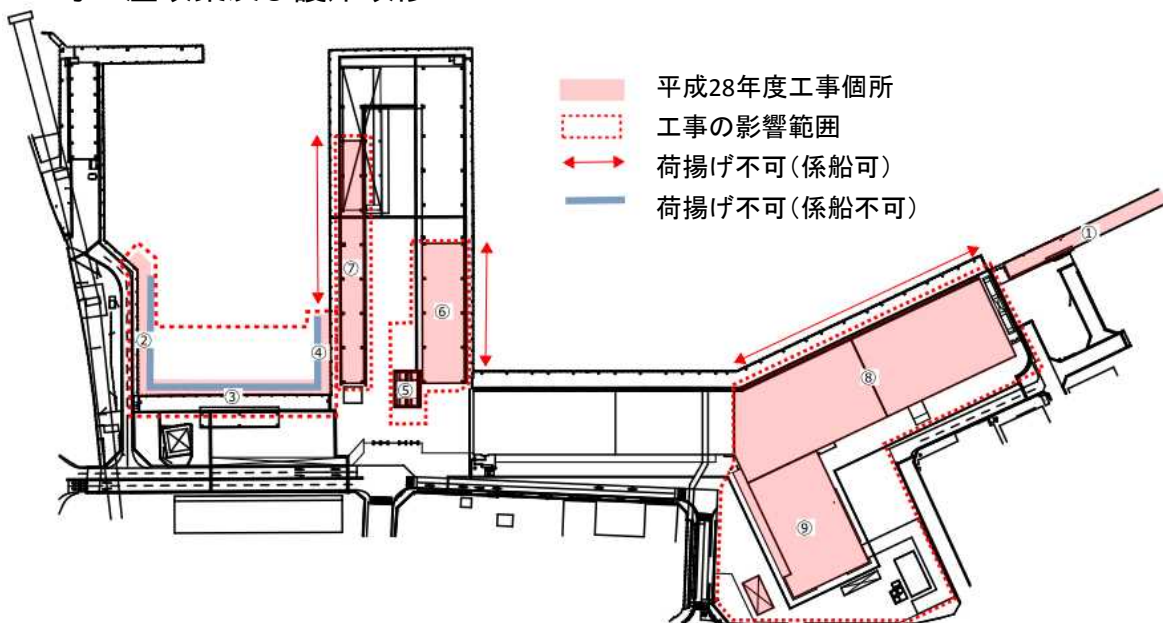 平成28年度工事個所
工事の影響範囲
荷揚げ不可(係船可)
荷揚げ不可(係船不可)
①
⑦
⑥
②
④
⑧
⑤
③
⑨